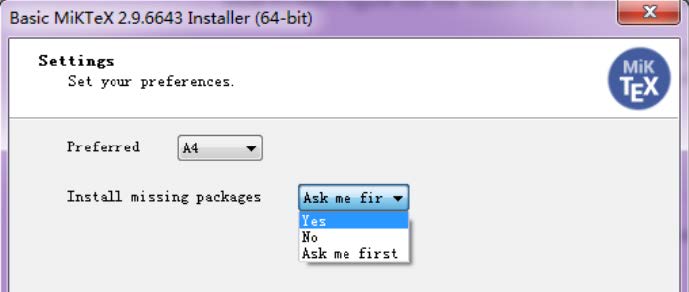 Basic MiKTeX 2.9.6643 Installer (64-bit)
Settings
Set your preferences.
MiK
TEX
Preferred A4
Install missing packages Ask me fir
Yes
No
Ask me first